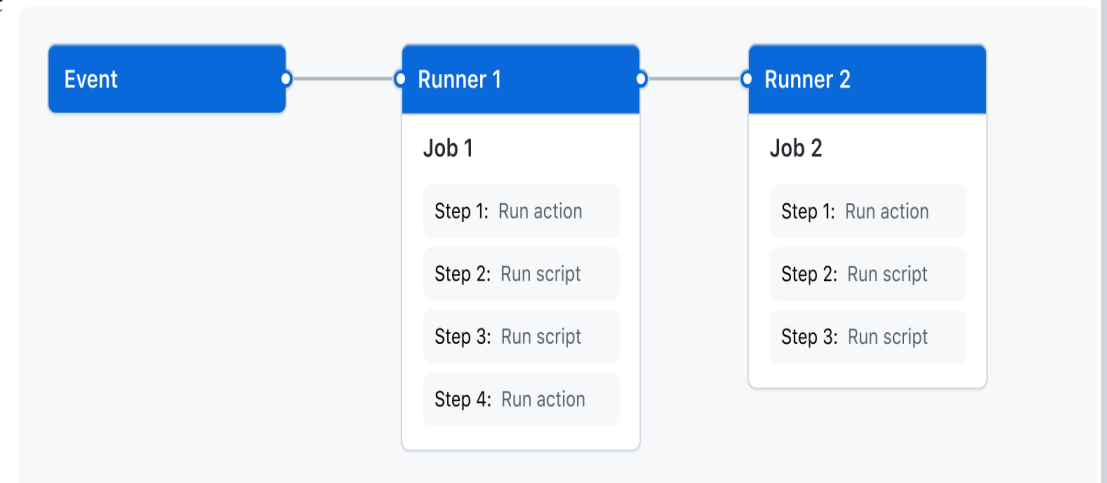 Event
Runner 1
Job 1
Step 1: Run action
Step 2: Run script
Step 3: Run script
Step 4: Run action
Runner 2
Job 2
Step 1: Run action
Step 2: Run script
Step 3: Run script